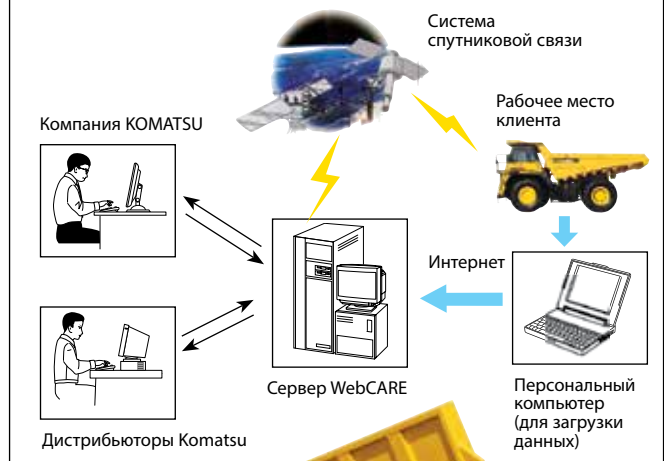 Система
спутниковой связи
Рабочее место
клиента
Компания KOMATSU
Интернет
Сервер WebCARE
Персональный
компьютер
(для загрузки
данных)
Дистрибьюторы Komatsu